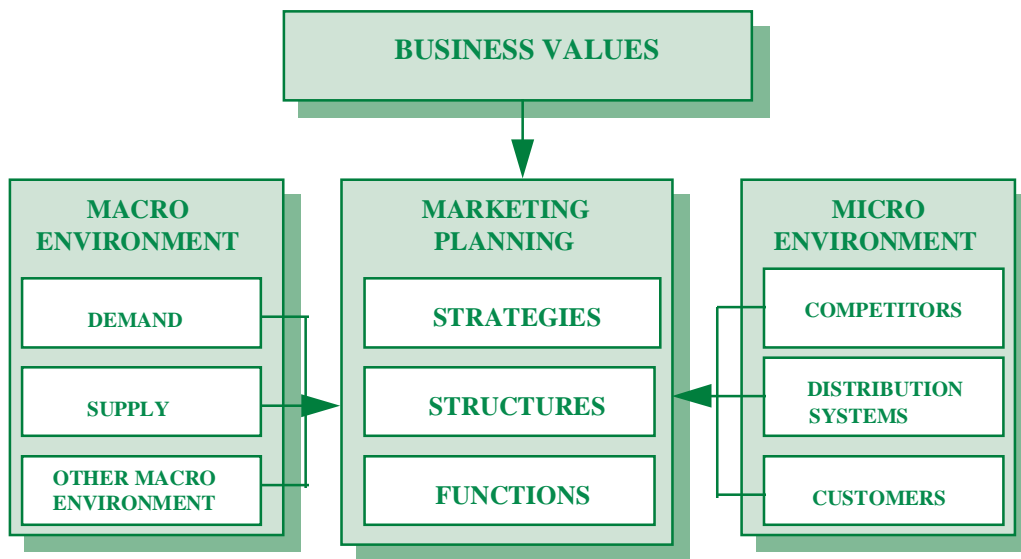 BUSINESS VALUES
MACRO
ENVIRONMENT
DEMAND
SUPPLY
OTHER MACRO
ENVIRONMENT
MARKETING
PLANNING
STRATEGIES
STRUCTURES
FUNCTIONS
MICRO
ENVIRONMENT
COMPETITORS
DISTRIBUTION
SYSTEMS
CUSTOMERS